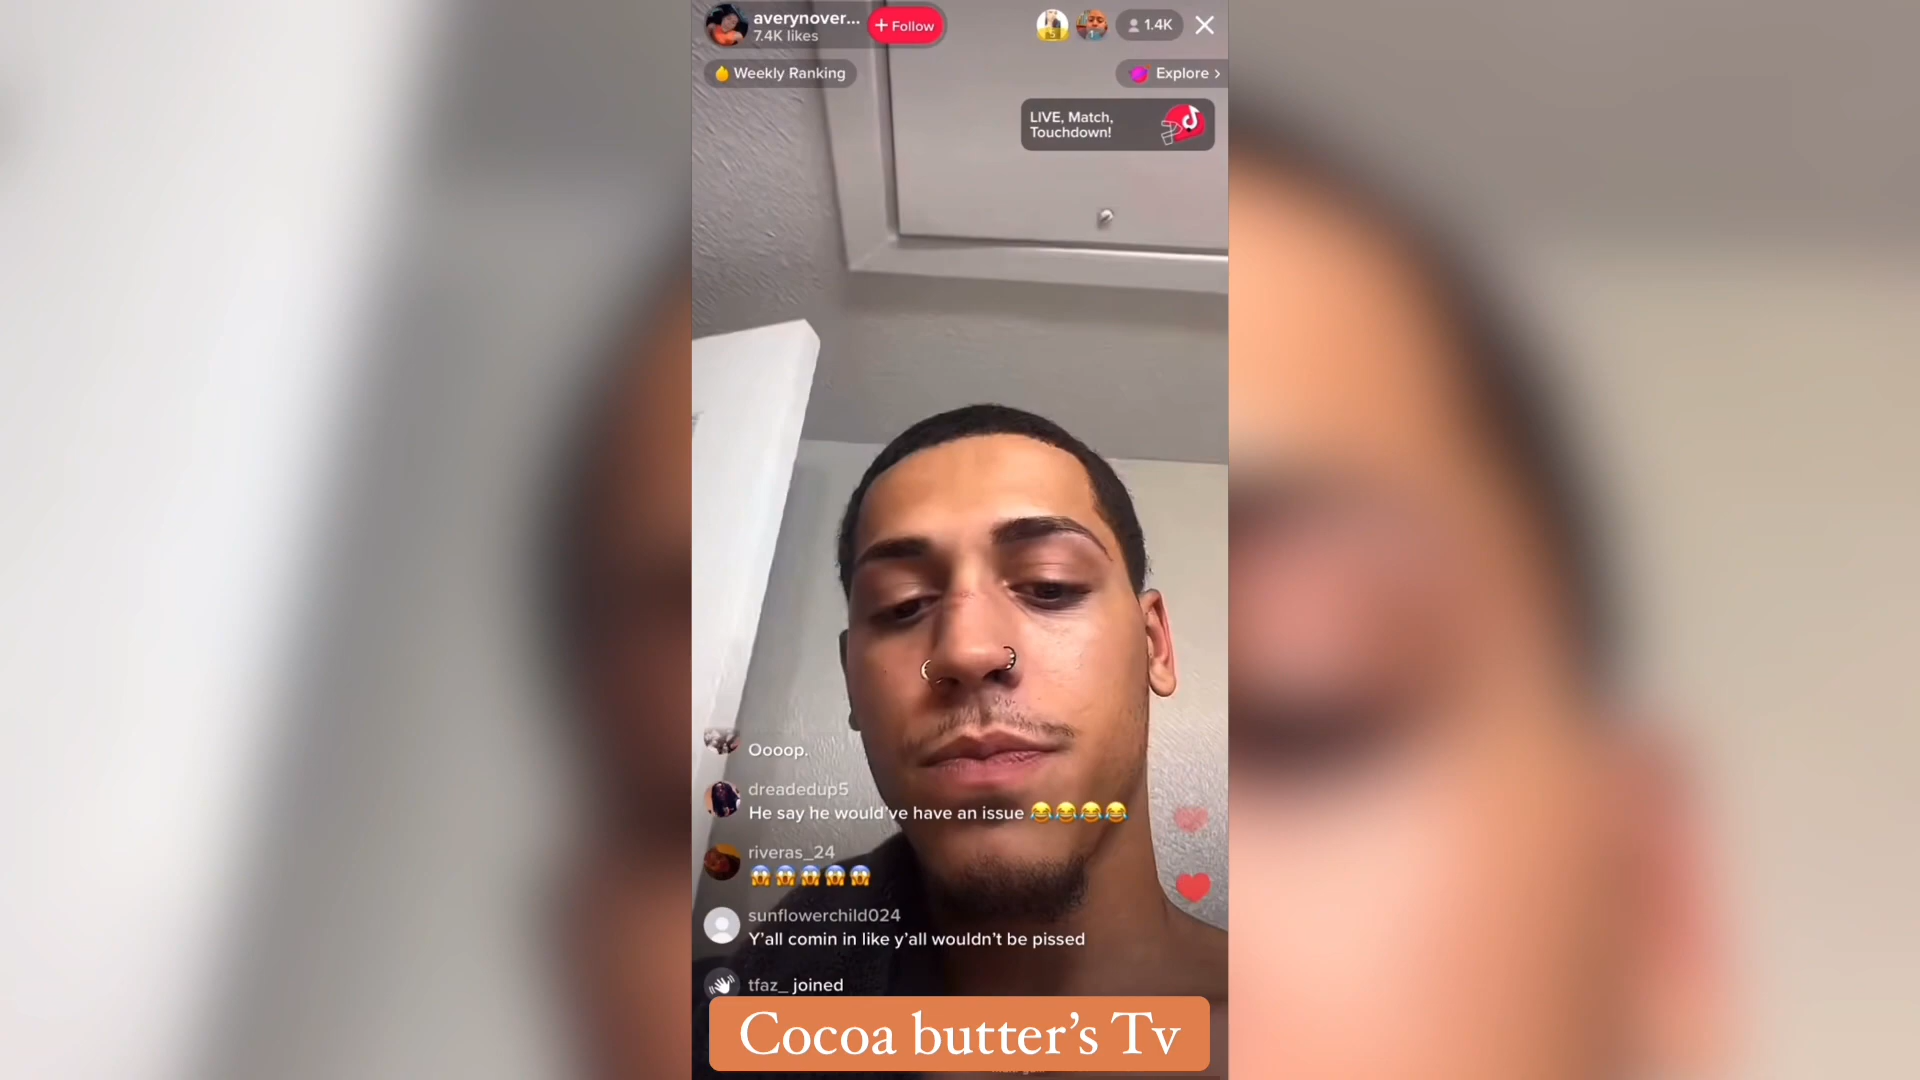 averynover...
7.4K likes
+ Follow
1.4K
Weekly Ranking
Explore >
LIVE, Match,
Touchdown!
Oooop.
dreadedup5
He say he would've have an issue 😂😂😂😂
riveras_24
😱😱😱😱😱
sunflowerchild024
Y'all comin in like y'all wouldn't be pissed
tfaz_ joined
Cocoa butter's Tv